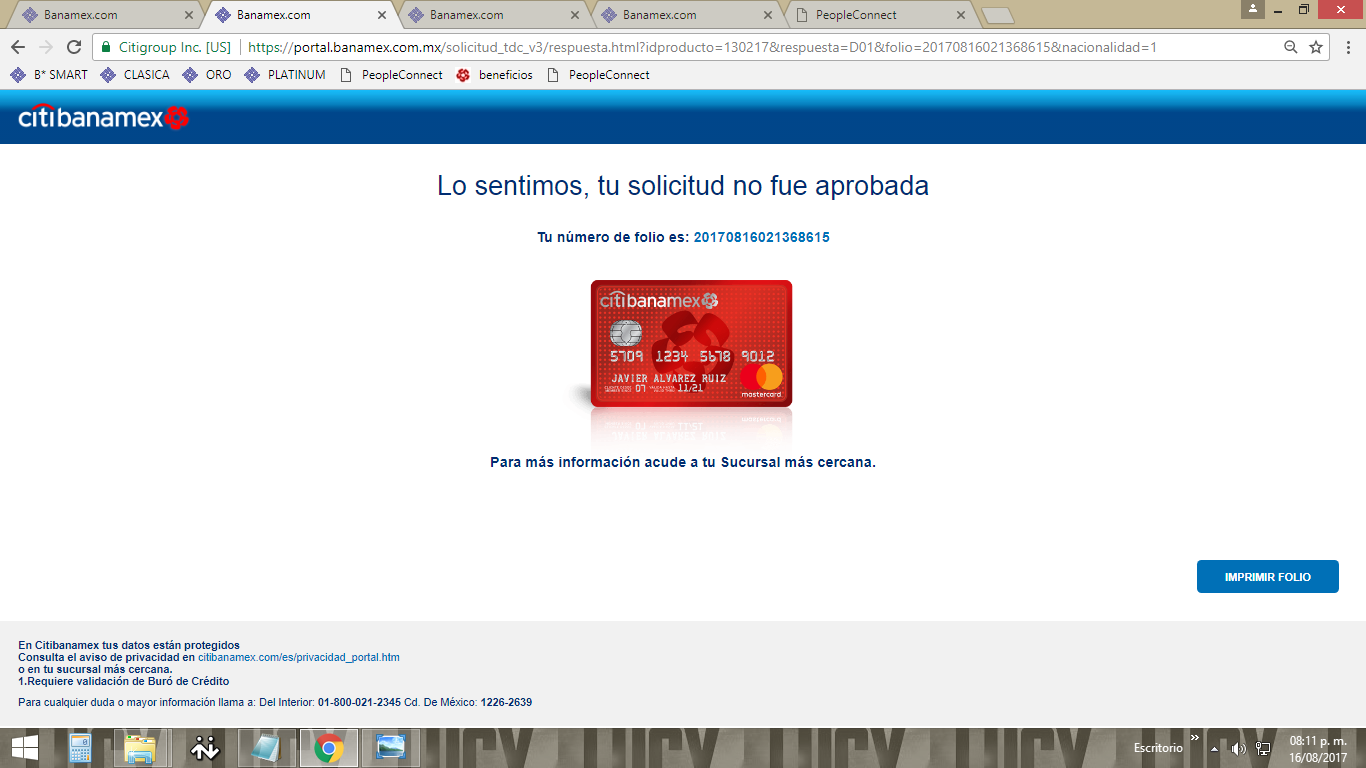 Banamex.com
Banamex.com
Banamex.com
Banamex.com
PeopleConnect
Citigroup Inc. [US]
https://portal.banamex.com.mx/solicitud_tdc_v3/respuesta.html?idproducto=130217&respuesta=D01&folio=20170816021368615&nacionalidad=1
B* SMART CLASICA ORO PLATINUM PeopleConnect beneficios PeopleConnect
citibanamex
Lo sentimos, tu solicitud no fue aprobada
Tu número de folio es: 20170816021368615
citibanamex
5709 1234 5678 9012
JAVIER ALVAREZ RUIZ
07 11/21
mastercard
Para más información acude a tu Sucursal más cercana.
IMPRIMIR FOLIO
En Citibanamex tus datos están protegidos
Consulta el aviso de privacidad en citibanamex.com/es/privacidad_portal.htm
o en tu sucursal más cercana.
1.Requiere validación de Buró de Crédito
Para cualquier duda o mayor información llama a: Del Interior: 01-800-021-2345 Cd. De México: 1226-2639
Escritorio
08:11 p. m.
16/08/2017